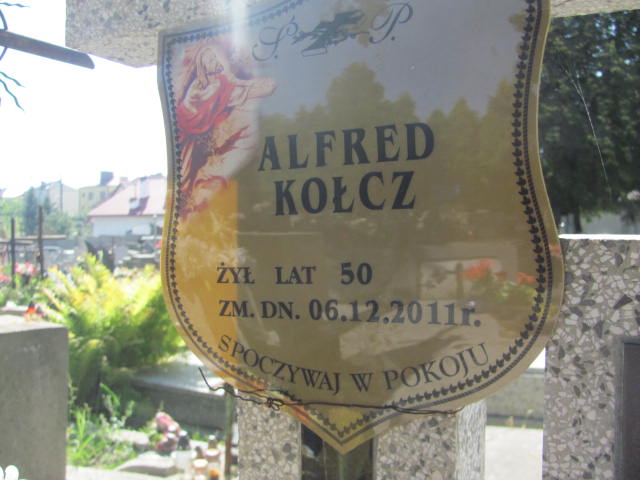 Ś. P.
ALFRED
KOŁCZ
ŻYŁ LAT 50
ZM. DN. 06.12.2011r.
SPOCZYWAJ W POKOJU